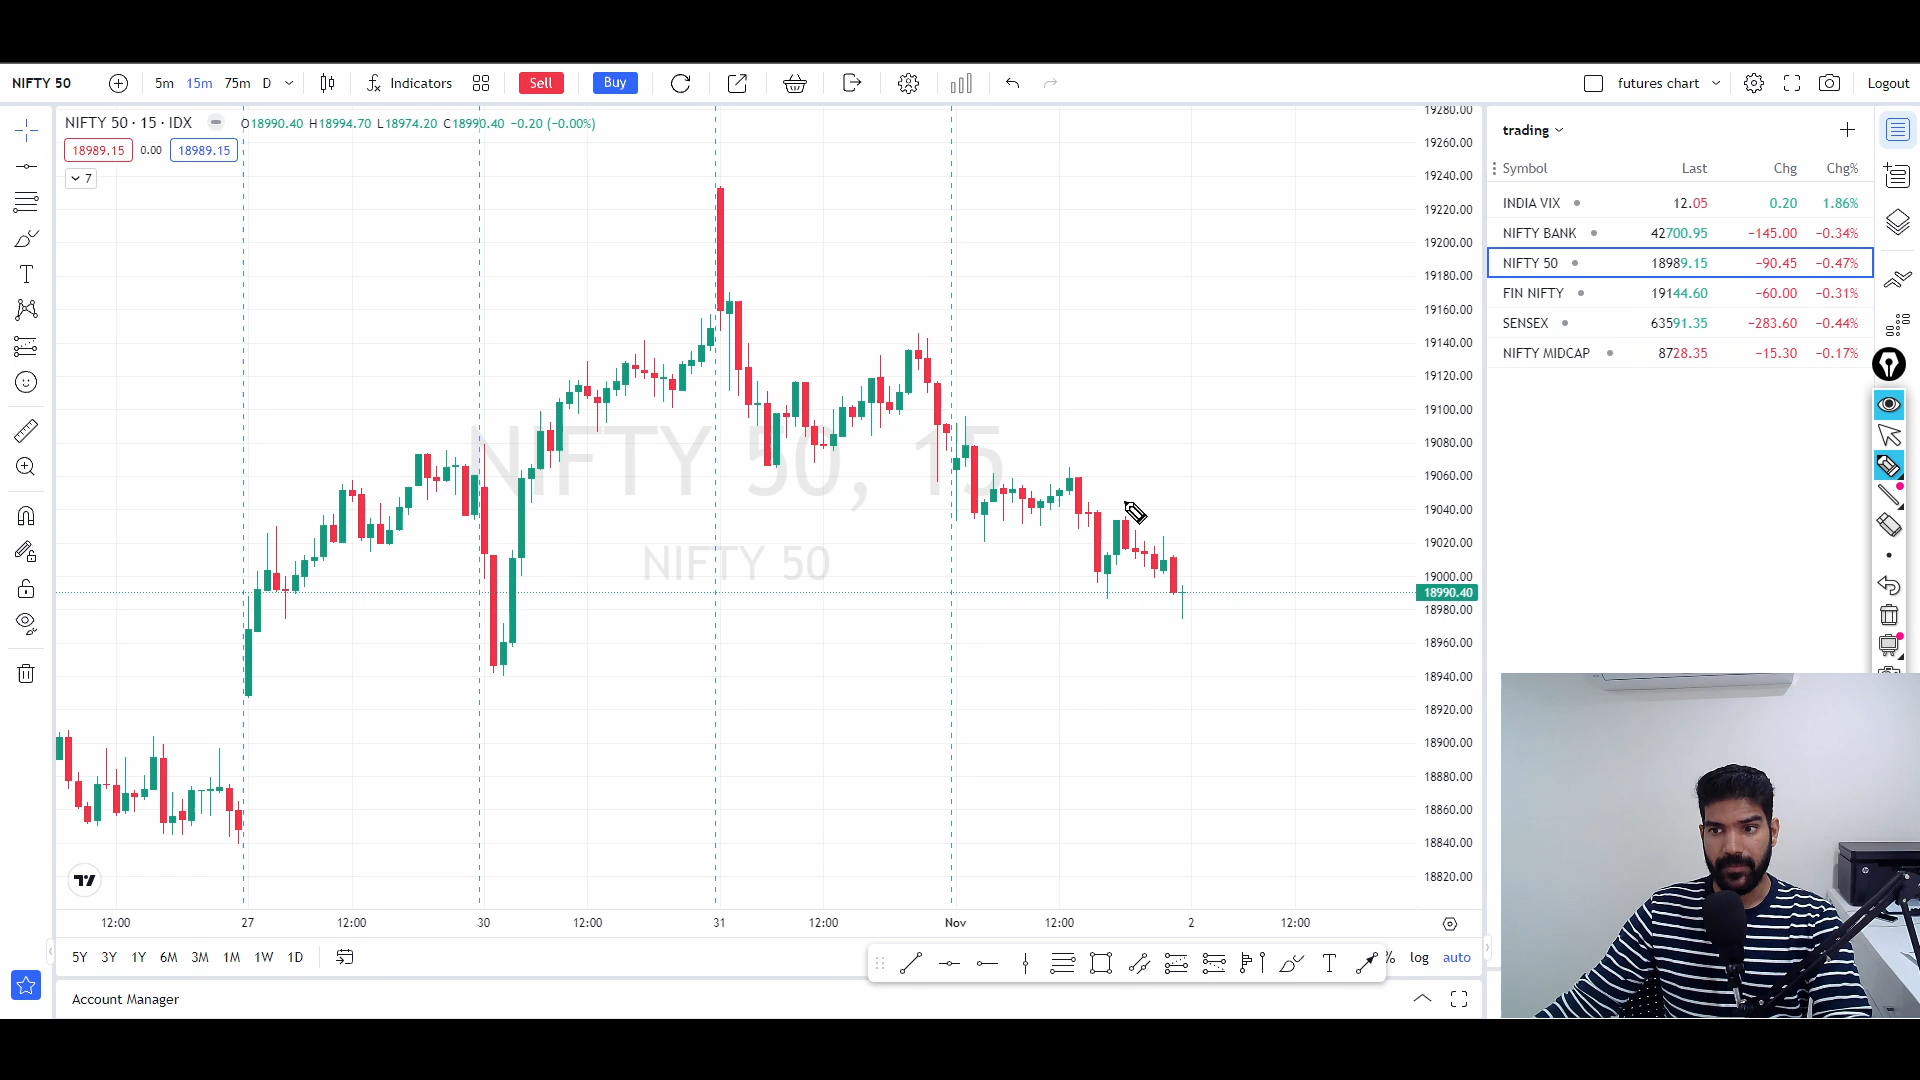 NIFTY 50
5m 15m 75m D
Indicators
Sell
Buy
futures chart
Logout
NIFTY 50 · 15 · IDX
O18990.40 H18994.70 L18974.20 C18990.40 −0.20 (−0.00%)
18989.15 0.00 18989.15
7
NIFTY 50, 15
NIFTY 50
19280.00
19260.00
19240.00
19220.00
19200.00
19180.00
19160.00
19140.00
19120.00
19100.00
19080.00
19060.00
19040.00
19020.00
19000.00
18990.40
18980.00
18960.00
18940.00
18920.00
18900.00
18880.00
18860.00
18840.00
18820.00
12:00 27 12:00 30 12:00 31 12:00 Nov 12:00 2 12:00
5Y 3Y 1Y 6M 3M 1M 1W 1D
% log auto
Account Manager
trading
Symbol Last Chg Chg%
INDIA VIX 12.05 0.20 1.86%
NIFTY BANK 42700.95 −145.00 −0.34%
NIFTY 50 18989.15 −90.45 −0.47%
FIN NIFTY 19144.60 −60.00 −0.31%
SENSEX 63591.35 −283.60 −0.44%
NIFTY MIDCAP 8728.35 −15.30 −0.17%